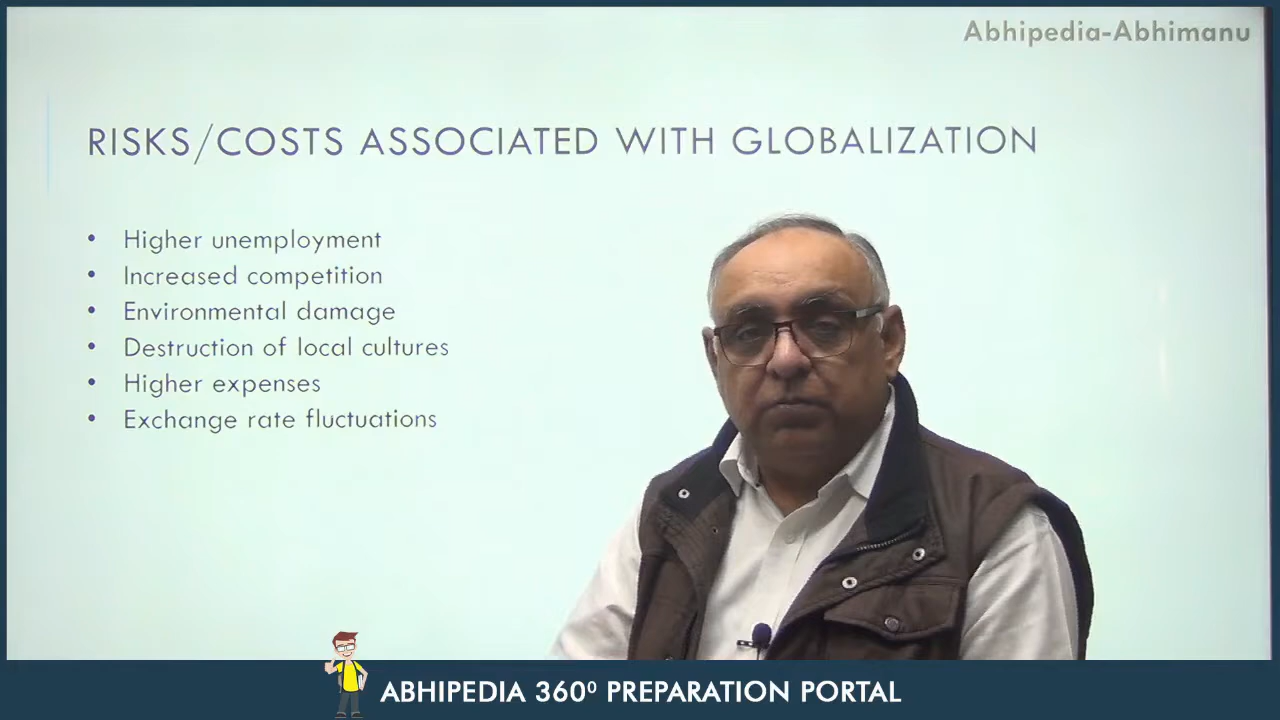 Abhipedia-Abhimanu
RISKS/COSTS ASSOCIATED WITH GLOBALIZATION
• Higher unemployment
• Increased competition
• Environmental damage
• Destruction of local cultures
• Higher expenses
• Exchange rate fluctuations
ABHIPEDIA 360⁰ PREPARATION PORTAL